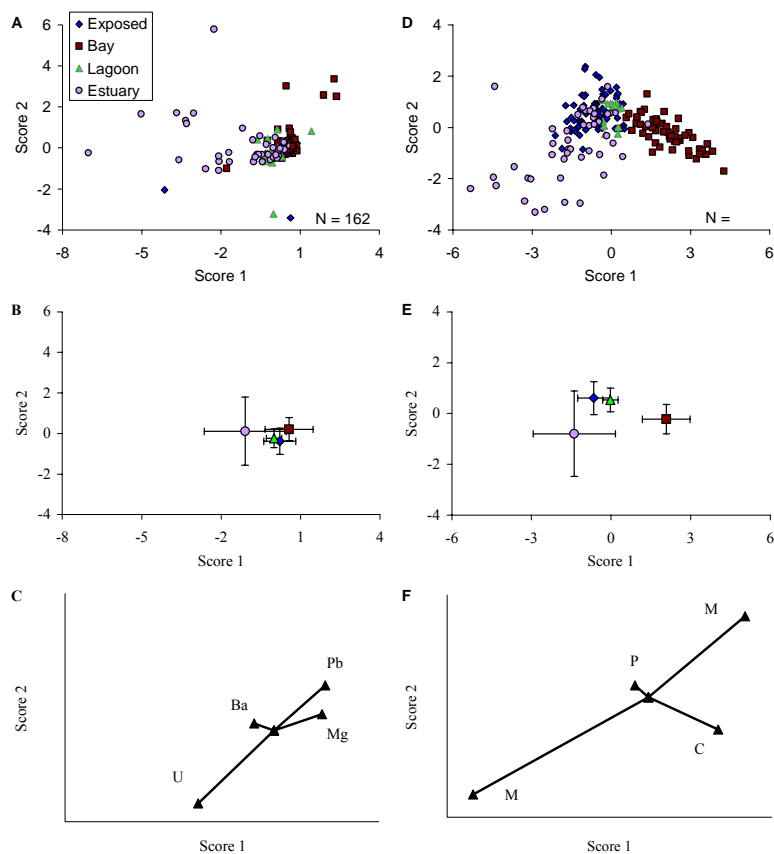 A
Exposed
Bay
Lagoon
Estuary
6
4
2
0
-2
-4
Score 2
N = 162
-8
-5
-2
1
4
Score 1
D
4
2
0
-2
-4
Score 2
N =
-6
-3
0
3
6
Score 1
B
6
4
2
0
-2
-4
Score 2
-8
-5
-2
1
4
Score 1
E
4
2
0
-2
-4
Score 2
-6
-3
0
3
6
Score 1
C
Score 2
Pb
Ba
Mg
U
Score 1
F
Score 2
M
P
C
M
Score 1